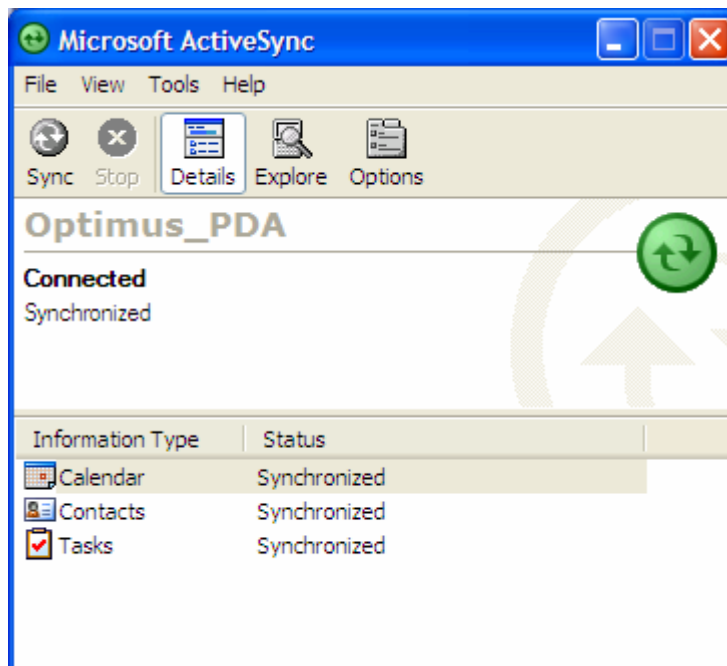 Microsoft ActiveSync
File View Tools Help
Sync Stop Details Explore Options
Optimus_PDA
Connected
Synchronized
Information Type Status
Calendar Synchronized
Contacts Synchronized
Tasks Synchronized